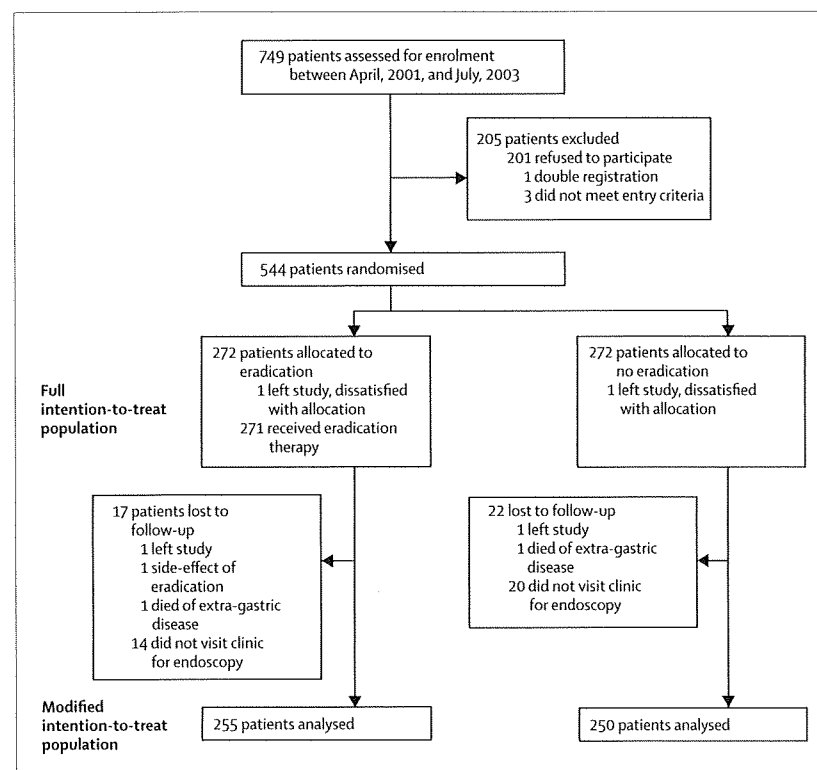 749 patients assessed for enrolment
between April, 2001, and July, 2003
205 patients excluded
201 refused to participate
1 double registration
3 did not meet entry criteria
544 patients randomised
Full
intention-to-treat
population
272 patients allocated to
eradication
1 left study, dissatisfied
with allocation
271 received eradication
therapy
272 patients allocated to
no eradication
1 left study, dissatisfied
with allocation
17 patients lost to
follow-up
1 left study
1 side-effect of
eradication
1 died of extra-gastric
disease
14 did not visit clinic
for endoscopy
22 lost to follow-up
1 left study
1 died of extra-gastric
disease
20 did not visit clinic
for endoscopy
Modified
intention-to-treat
population
255 patients analysed
250 patients analysed